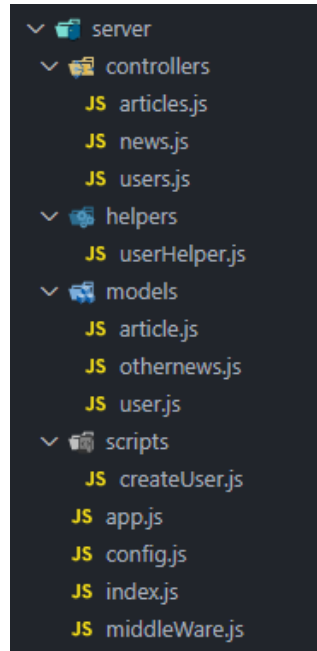 server
controllers
JS articles.js
JS news.js
JS users.js
helpers
JS userHelper.js
models
JS article.js
JS othernews.js
JS user.js
scripts
JS createUser.js
JS app.js
JS config.js
JS index.js
JS middleWare.js